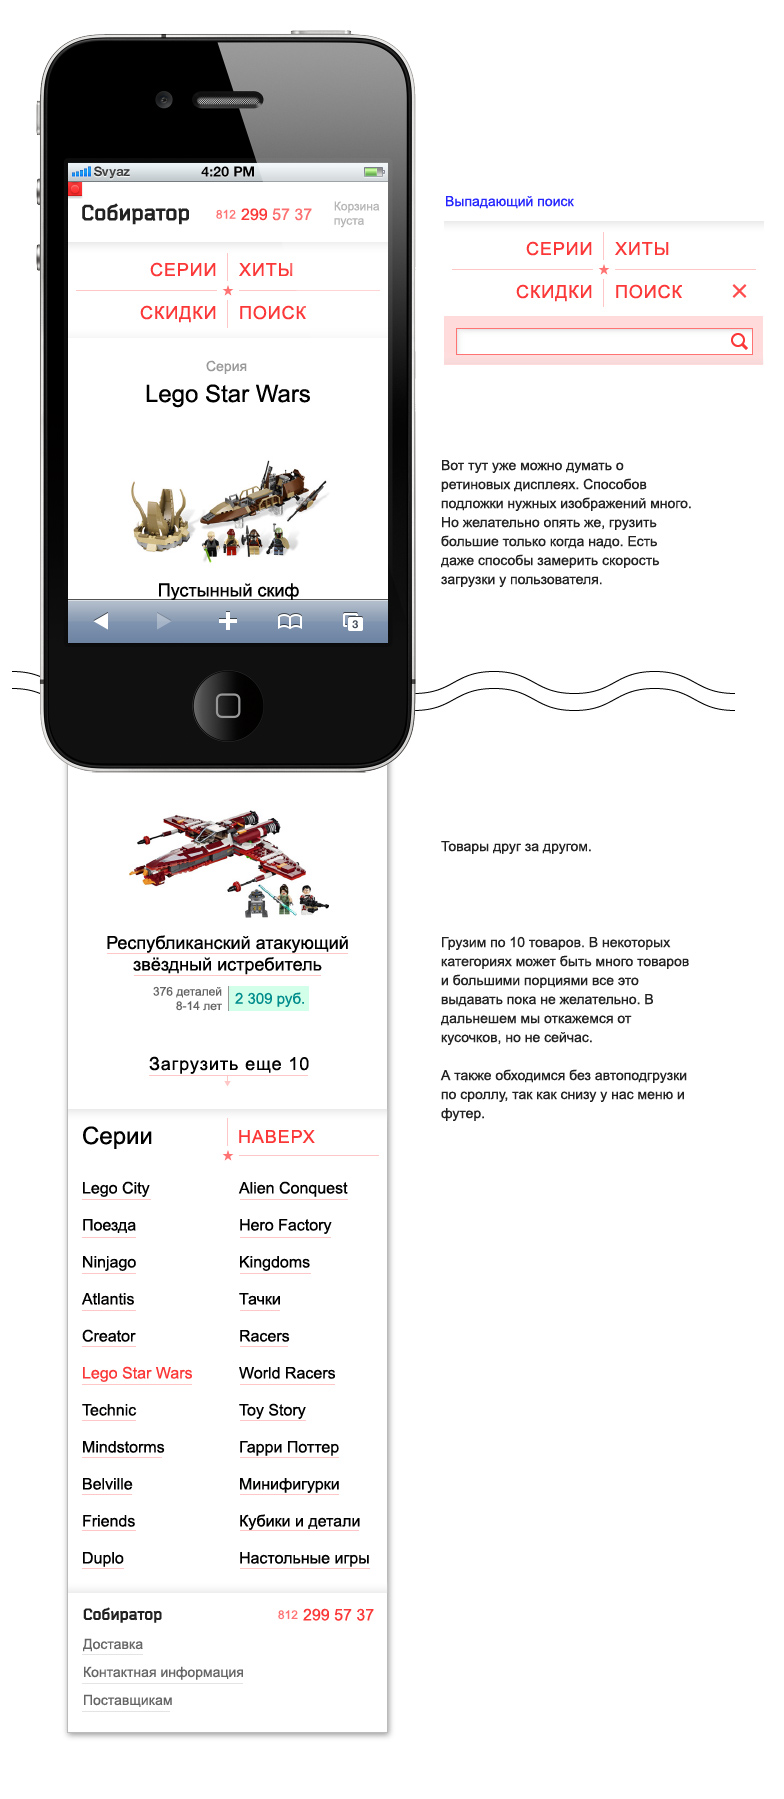 Svyaz 4:20 PM
Собиратор 812 299 57 37 Корзина пуста
СЕРИИ ХИТЫ
СКИДКИ ПОИСК
Серия
Lego Star Wars
Пустынный скиф
3
Выпадающий поиск
СЕРИИ ХИТЫ
СКИДКИ ПОИСК
Вот тут уже можно думать о
ретиновых дисплеях. Способов
подложки нужных изображений много.
Но желательно опять же, грузить
большие только когда надо. Есть
даже способы замерить скорость
загрузки у пользователя.
Товары друг за другом.
Республиканский атакующий
звёздный истребитель
376 деталей
8-14 лет
2 309 руб.
Загрузить еще 10
Грузим по 10 товаров. В некоторых
категориях может быть много товаров
и большими порциями все это
выдавать пока не желательно. В
дальнешем мы откажемся от
кусочков, но не сейчас.
А также обходимся без автоподгрузки
по сроллу, так как снизу у нас меню и
футер.
Серии НАВЕРХ
Lego City Alien Conquest
Поезда Hero Factory
Ninjago Kingdoms
Atlantis Тачки
Creator Racers
Lego Star Wars World Racers
Technic Toy Story
Mindstorms Гарри Поттер
Belville Минифигурки
Friends Кубики и детали
Duplo Настольные игры
Собиратор 812 299 57 37
Доставка
Контактная информация
Поставщикам